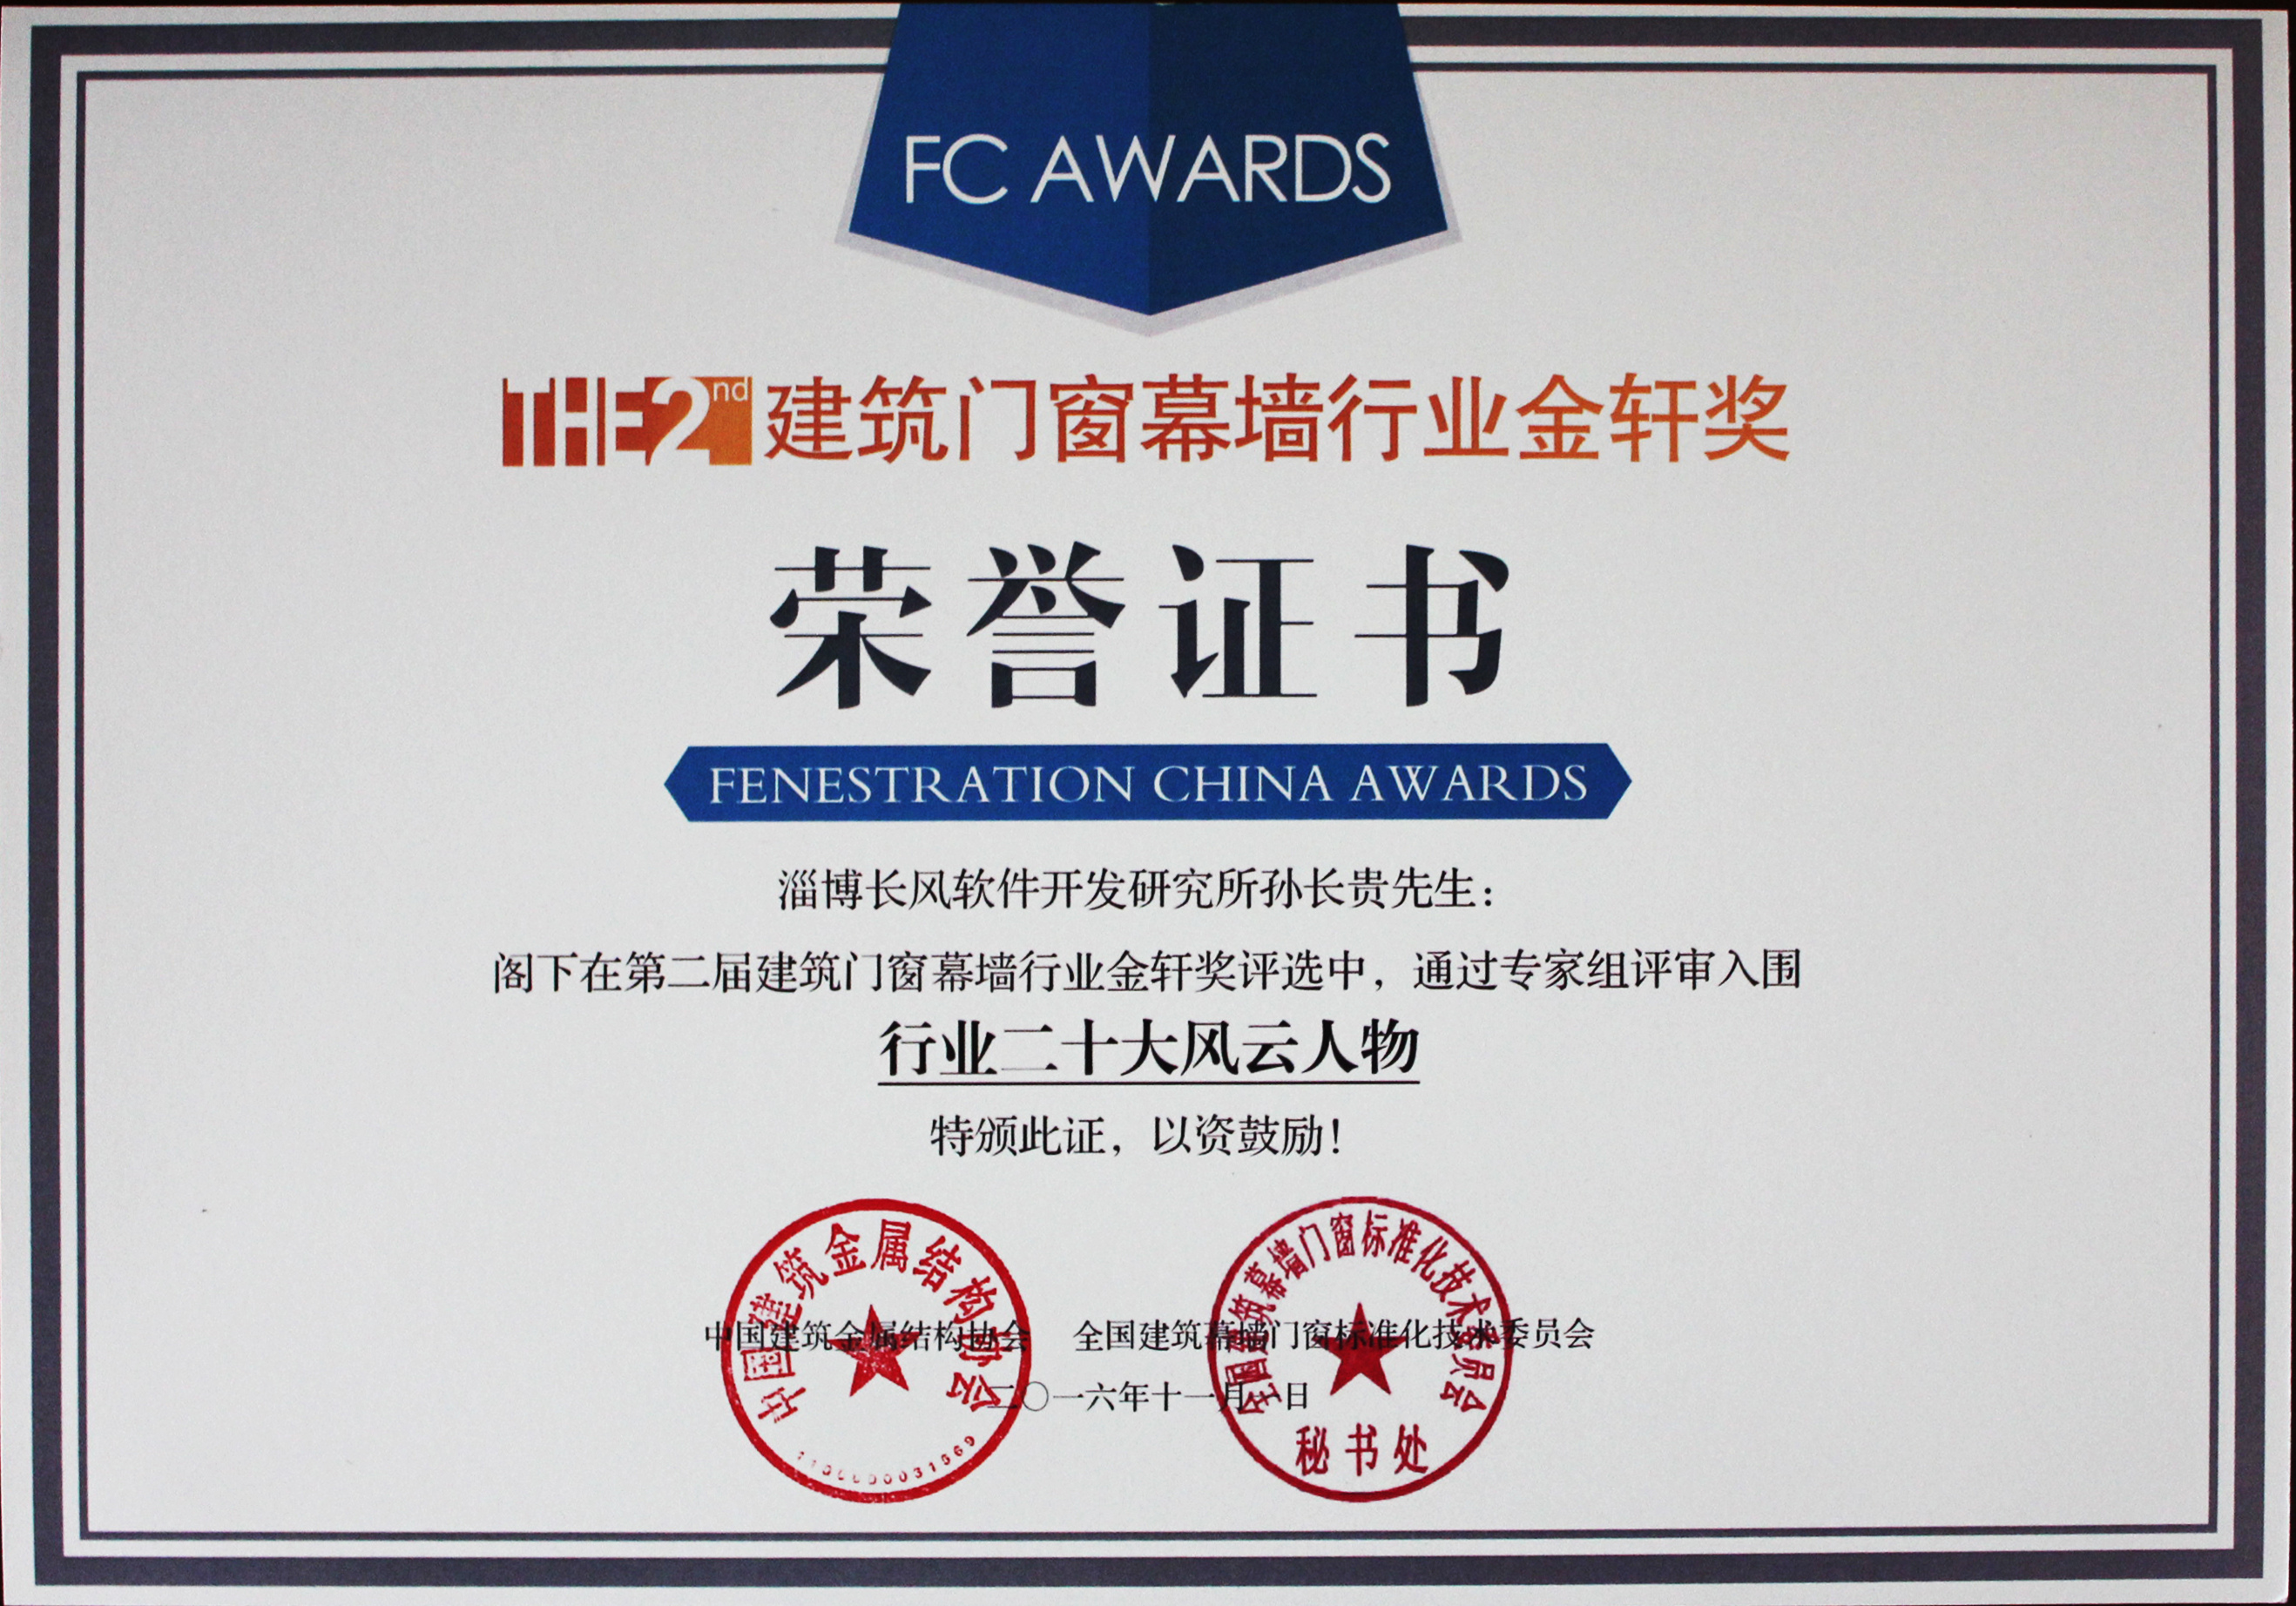 FC AWARDS
THE 2nd 建筑门窗幕墙行业金轩奖
荣誉证书
FENESTRATION CHINA AWARDS
淄博长风软件开发研究所孙长贵先生：
阁下在第二届建筑门窗幕墙行业金轩奖评选中，通过专家组评审入围
行业二十大风云人物
特颁此证，以资鼓励！
中国建筑金属结构协会
全国建筑幕墙门窗标准化技术委员会
中国建筑金属结构协会 全国建筑幕墙门窗标准化技术委员会
二〇一六年十一月一日
秘书处